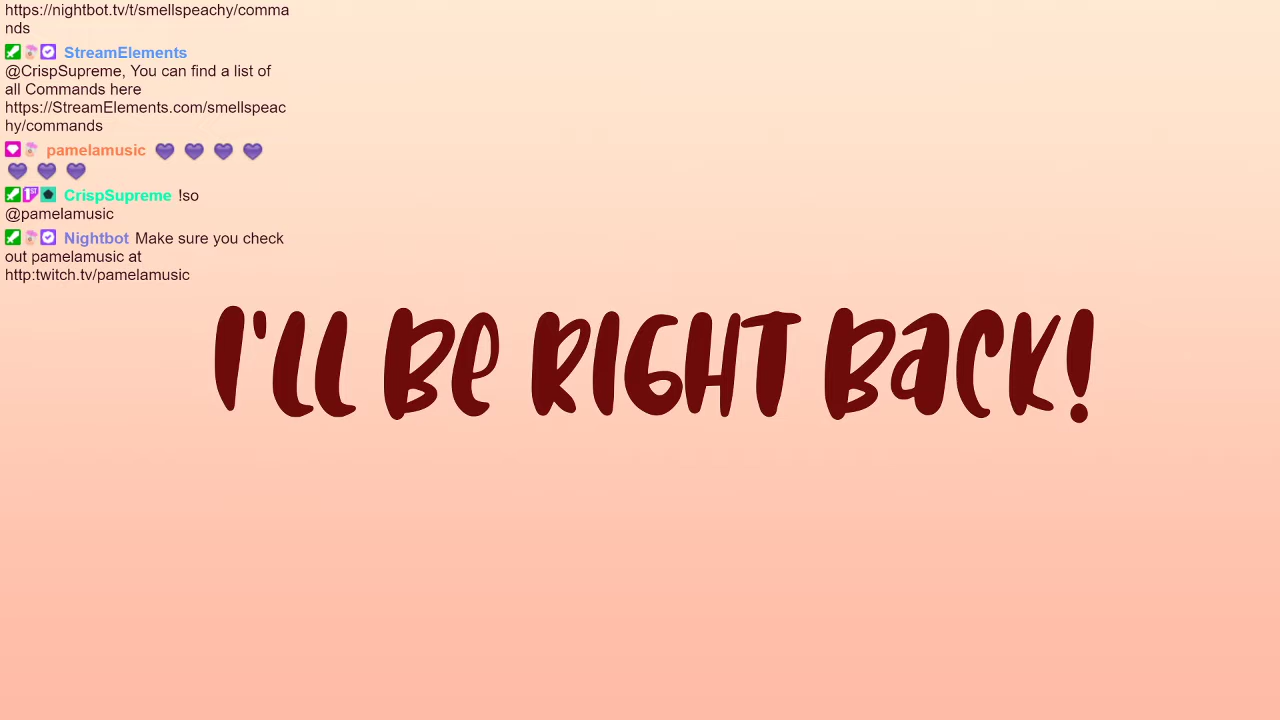 https://nightbot.tv/t/smellspeachy/comma
nds
StreamElements
@CrispSupreme, You can find a list of
all Commands here
https://StreamElements.com/smellspeac
hy/commands
pamelamusic 💜 💜 💜 💜
💜 💜 💜
CrispSupreme !so
@pamelamusic
Nightbot Make sure you check
out pamelamusic at
http:twitch.tv/pamelamusic
I'LL BE RIGHT BACK!